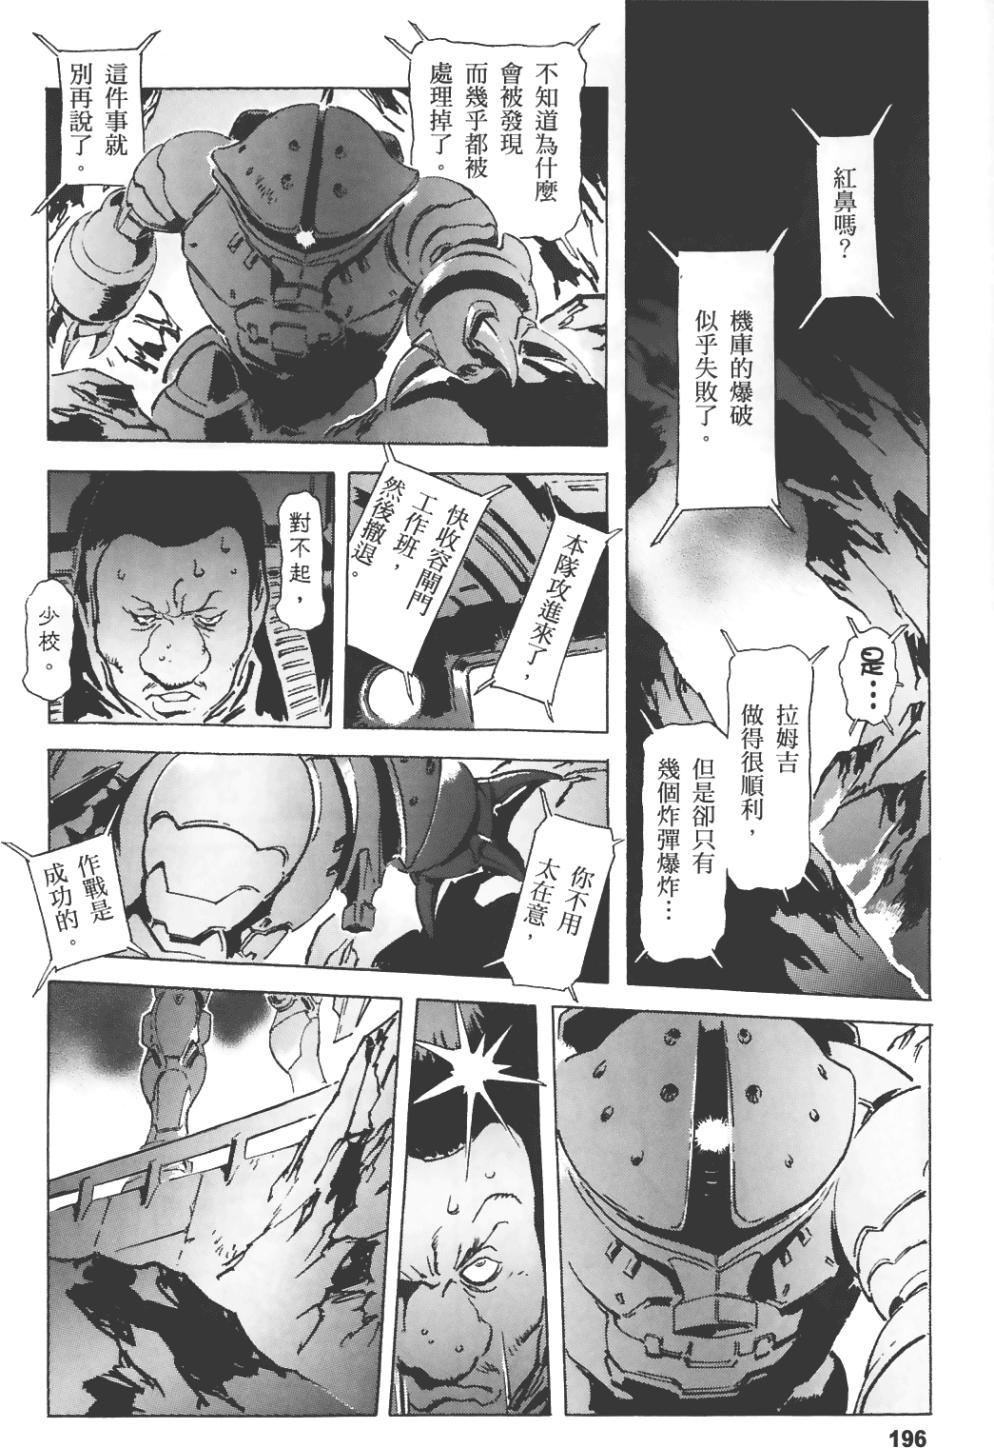 紅鼻嗎？
機庫的爆破
似乎失敗了。
是…
拉姆吉
做得很順利，
但是卻只有
幾個炸彈爆炸…
不知道為什麼
會被發現
而幾乎都被
處理掉了。
這件事就
別再說了。
本隊攻進來了，
快收容閘門
工作班，
然後撤退。
對不起，
少校。
你不用
太在意，
作戰是
成功的。
196